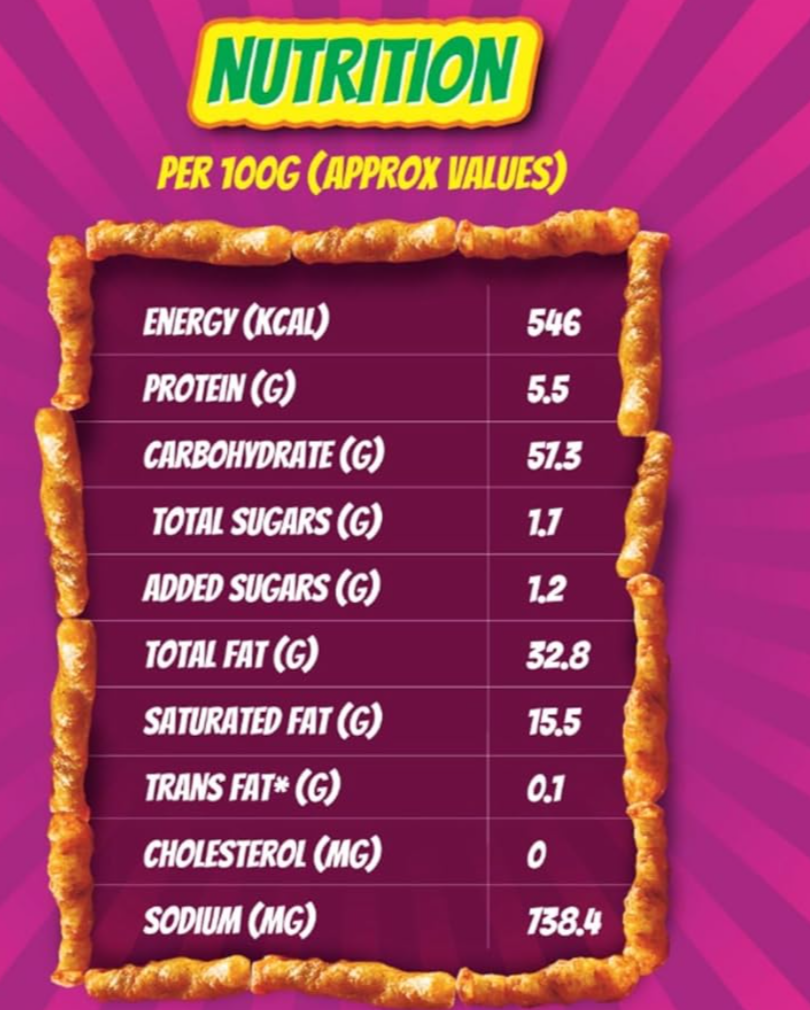 NUTRITION
PER 100G (APPROX VALUES)
ENERGY (KCAL) 546
PROTEIN (G) 5.5
CARBOHYDRATE (G) 57.3
TOTAL SUGARS (G) 1.7
ADDED SUGARS (G) 1.2
TOTAL FAT (G) 32.8
SATURATED FAT (G) 15.5
TRANS FAT* (G) 0.1
CHOLESTEROL (MG) 0
SODIUM (MG) 738.4